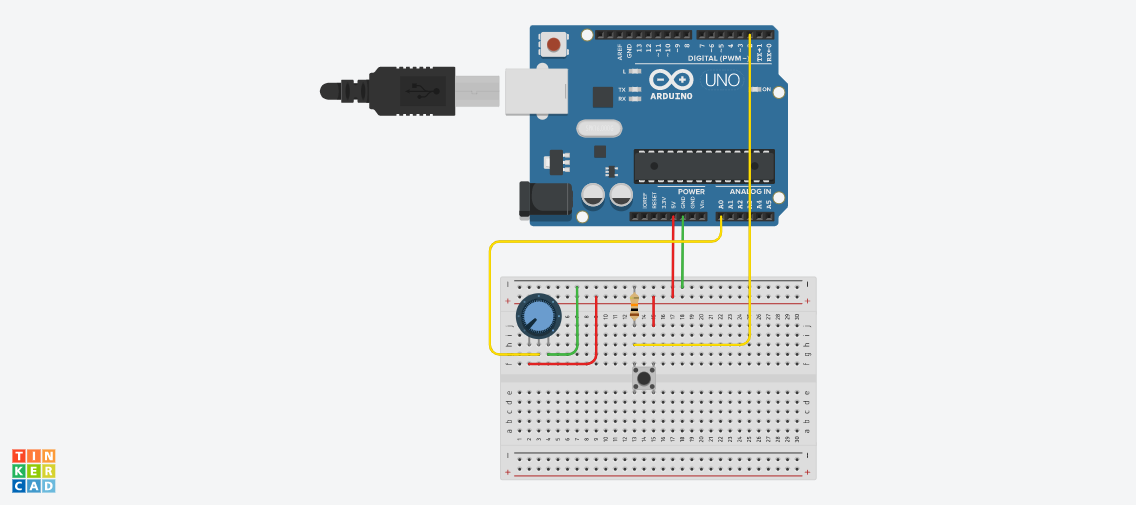 AREF
GND
13
12
~11
~10
~9
8
7
~6
~5
4
~3
TX→1
RX←0
DIGITAL (PWM~)
L
TX
RX
ARDUINO
UNO
ON
POWER
ANALOG IN
IOREF
RESET
3.3V
5V
GND
GND
Vin
A0
A1
A2
A4
A5
TIN
KER
CAD